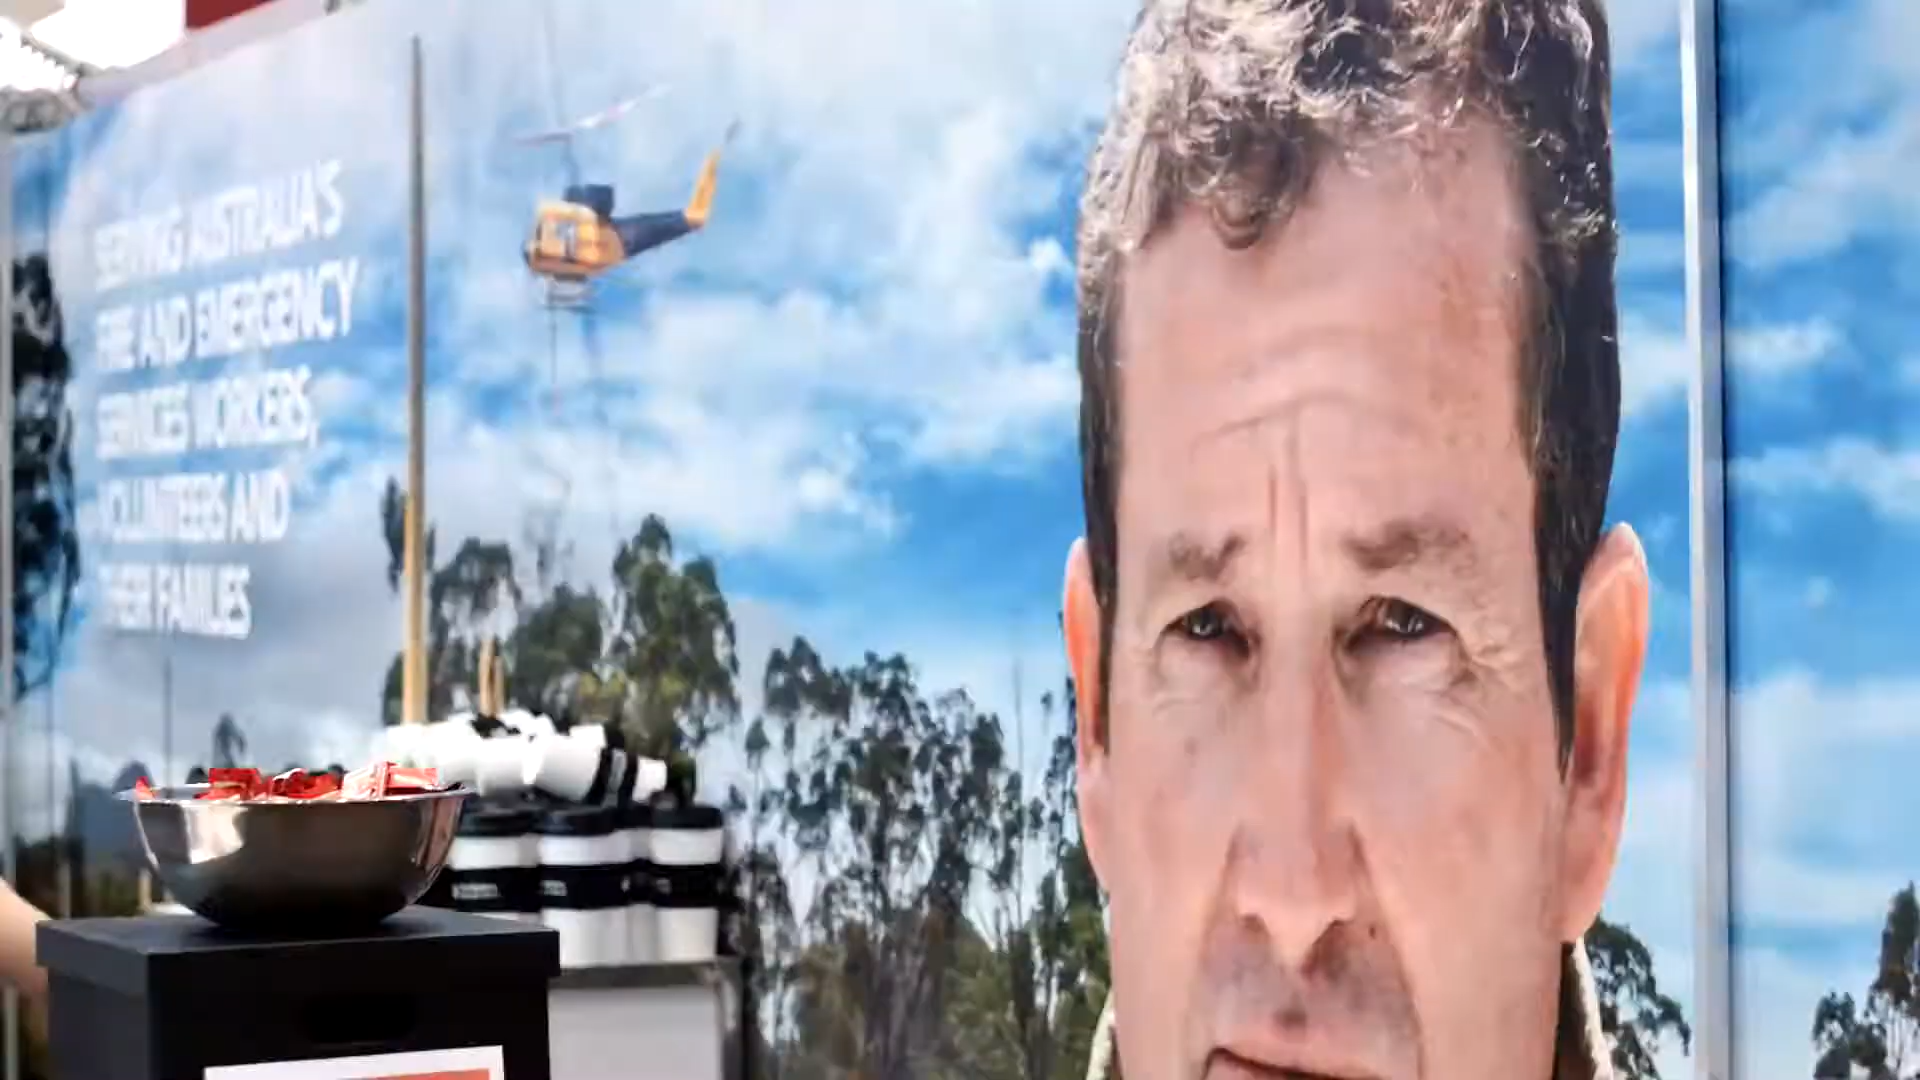 SERVING AUSTRALIA'S
FIRE AND EMERGENCY
SERVICES WORKERS,
VOLUNTEERS AND
THEIR FAMILIES